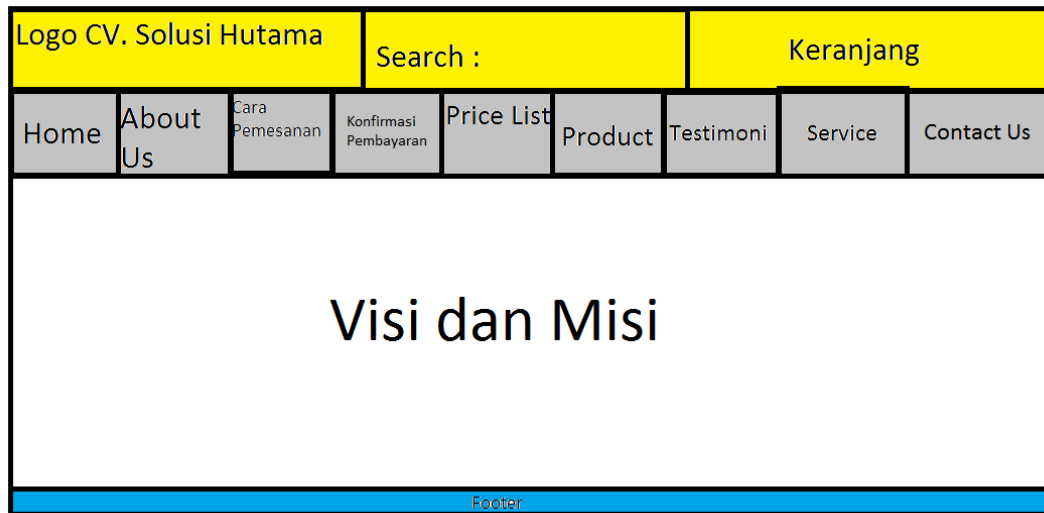 Logo CV. Solusi Hutama
Search :
Keranjang
Home
About
Us
Cara
Pemesanan
Konfirmasi
Pembayaran
Price List
Product
Testimoni
Service
Contact Us
Visi dan Misi
Footer